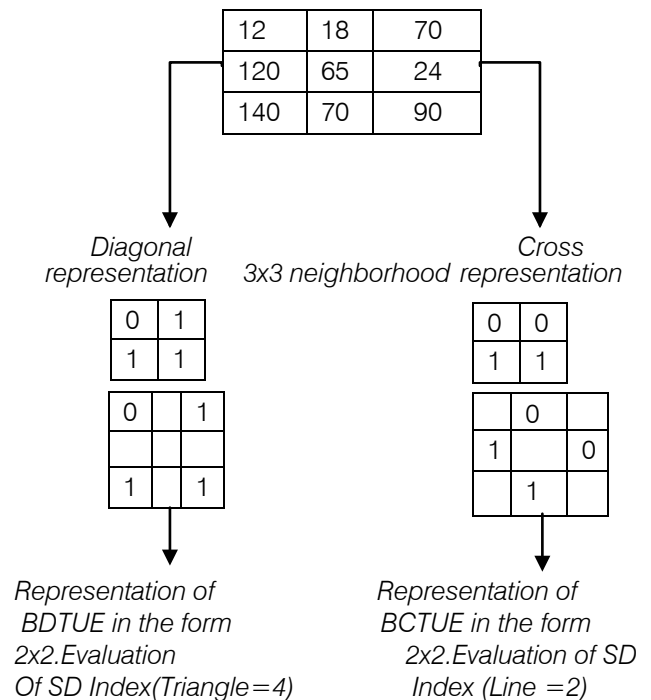 12 18 70
120 65 24
140 70 90
Diagonal
representation
3x3 neighborhood
Cross
representation
0 1
1 1
0 1
1 1
0 0
1 1
0
1 0
1
Representation of
BDTUE in the form
2x2.Evaluation
Of SD Index(Triangle=4)
Representation of
BCTUE in the form
2x2.Evaluation of SD
Index (Line =2)